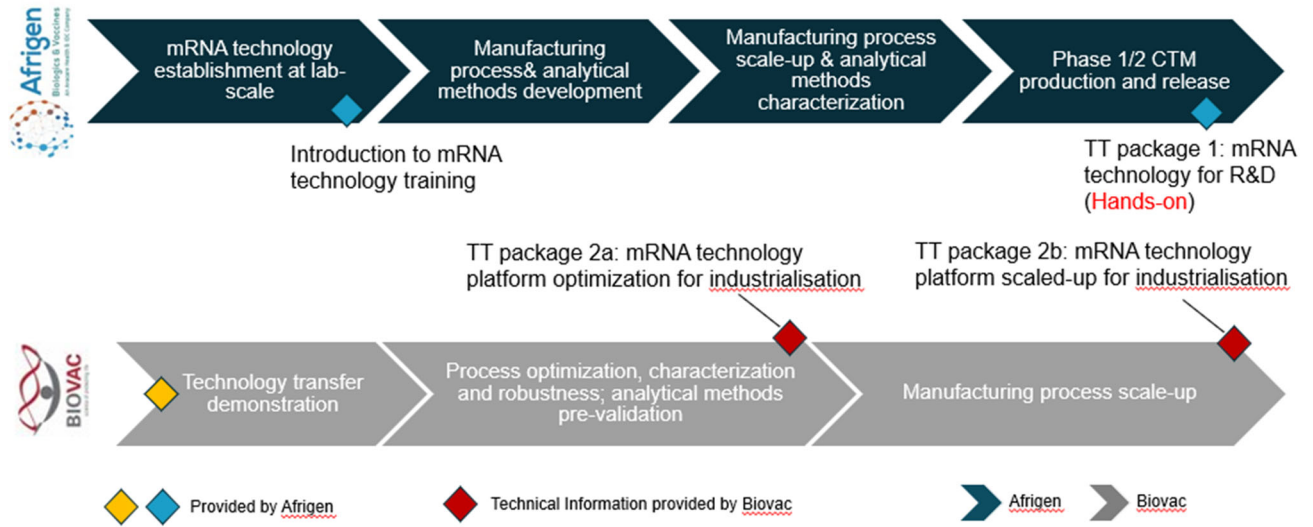 Afrigen
Biologics & Vaccines
mRNA technology
establishment at lab-
scale
Manufacturing
process& analytical
methods development
Manufacturing process
scale-up & analytical
methods
characterization
Phase 1/2 CTM
production and release
Introduction to mRNA
technology training
TT package 1: mRNA
technology for R&D
(Hands-on)
TT package 2a: mRNA technology
platform optimization for industrialisation
TT package 2b: mRNA technology
platform scaled-up for industrialisation
BIOVAC
Technology transfer
demonstration
Process optimization, characterization
and robustness; analytical methods
pre-validation
Manufacturing process scale-up
Provided by Afrigen
Technical Information provided by Biovac
Afrigen
Biovac